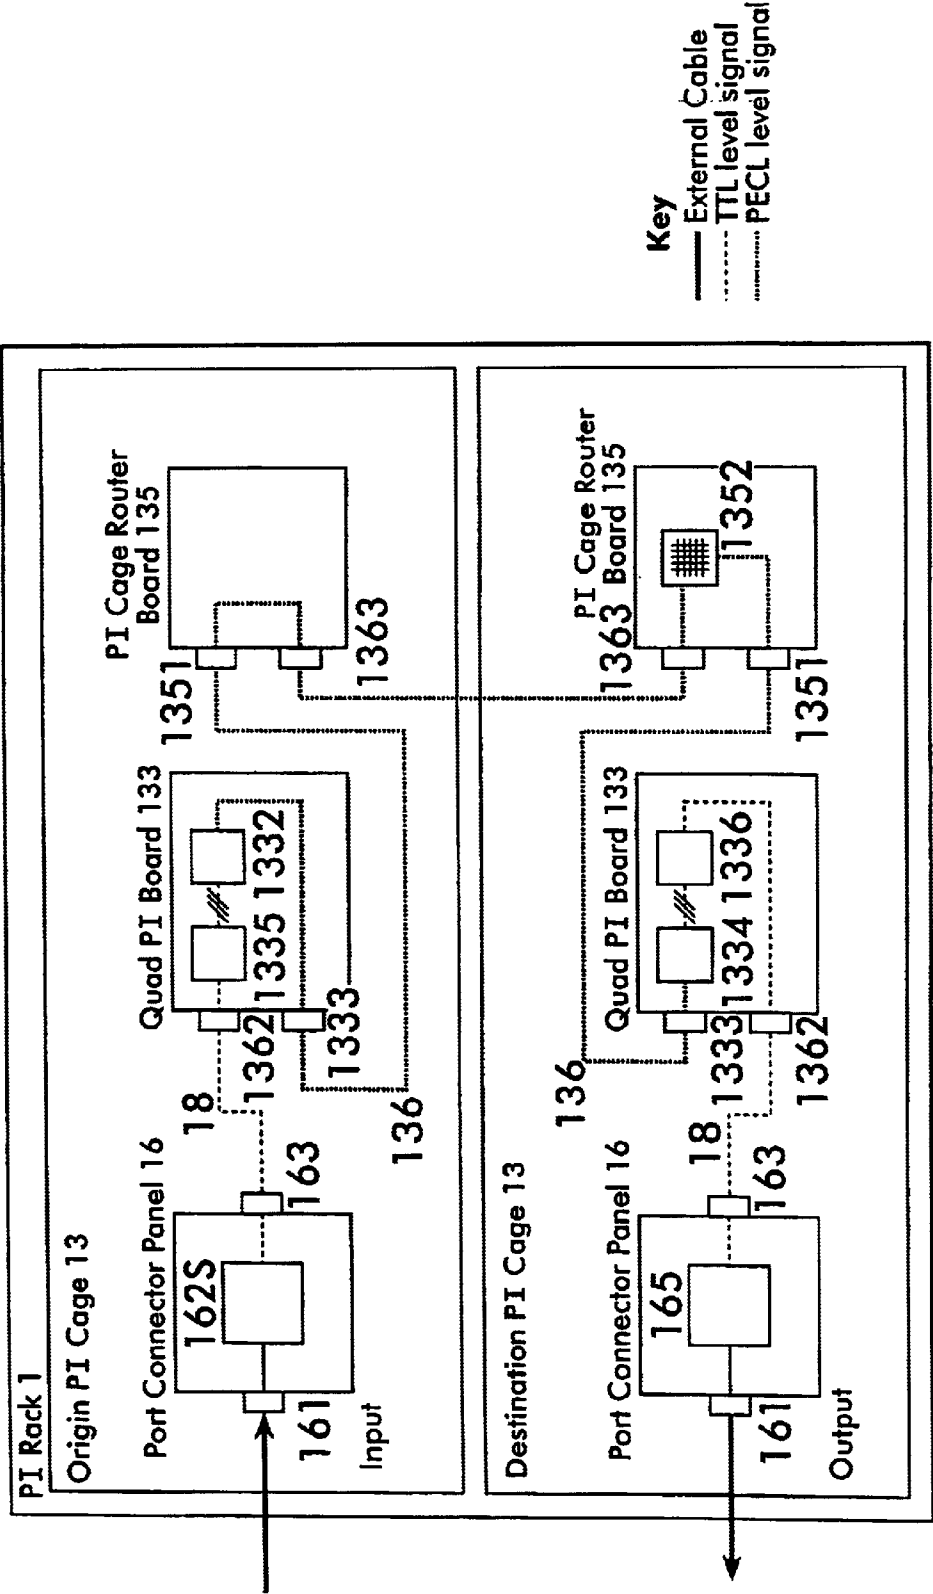 PI Rack 1
Origin PI Cage 13
Port Connector Panel 16
162S
161
Input
163
18
Quad PI Board 133
1362
1335
1332
1333
136
PI Cage Router
Board 135
1351
1363
Destination PI Cage 13
Port Connector Panel 16
165
161
Output
163
18
136
Quad PI Board 133
1333
1334
1336
1362
PI Cage Router
Board 135
1363
1352
1351
Key
External Cable
TTL level signal
PECL level signal